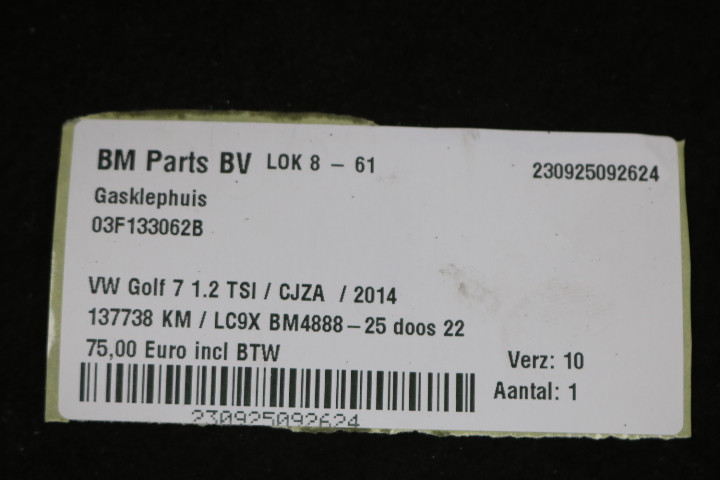 BM Parts BV LOK 8 - 61
230925092624
Gasklephuis
03F133062B
VW Golf 7 1.2 TSI / CJZA / 2014
137738 KM / LC9X BM4888-25 doos 22
75,00 Euro incl BTW
Verz: 10
Aantal: 1
230925092624